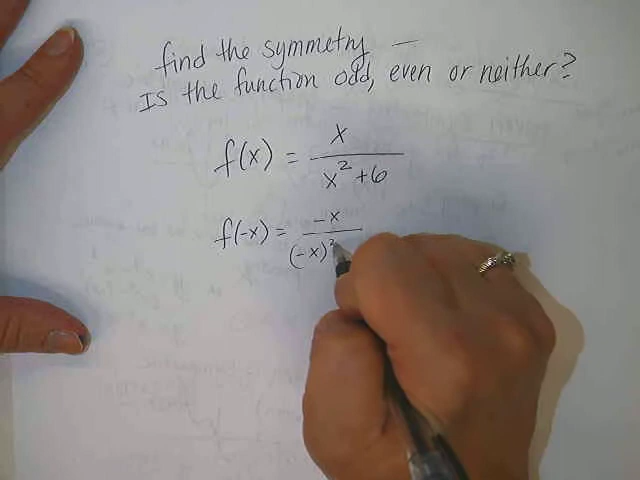 find the symmetry —
Is the function odd, even or neither?
f(x) = x / x² + 6
f(-x) = -x / (-x)²